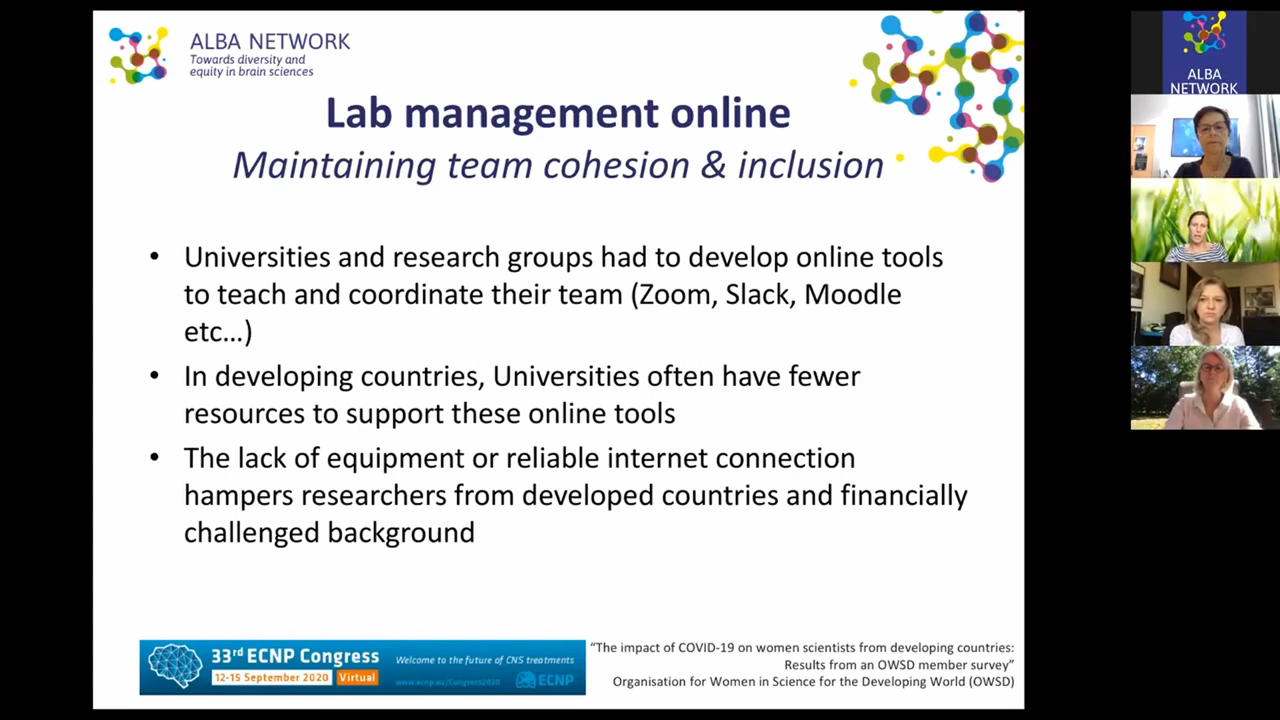 ALBA NETWORK
Towards diversity and
equity in brain sciences
Lab management online
Maintaining team cohesion & inclusion
• Universities and research groups had to develop online tools
to teach and coordinate their team (Zoom, Slack, Moodle
etc…)
• In developing countries, Universities often have fewer
resources to support these online tools
• The lack of equipment or reliable internet connection
hampers researchers from developed countries and financially
challenged background
33rd ECNP Congress
12-15 September 2020 Virtual
Welcome to the future of CNS treatments
www.ecnp.eu/Congress2020
ECNP
“The impact of COVID-19 on women scientists from developing countries:
Results from an OWSD member survey”
Organisation for Women in Science for the Developing World (OWSD)
ALBA
NETWORK